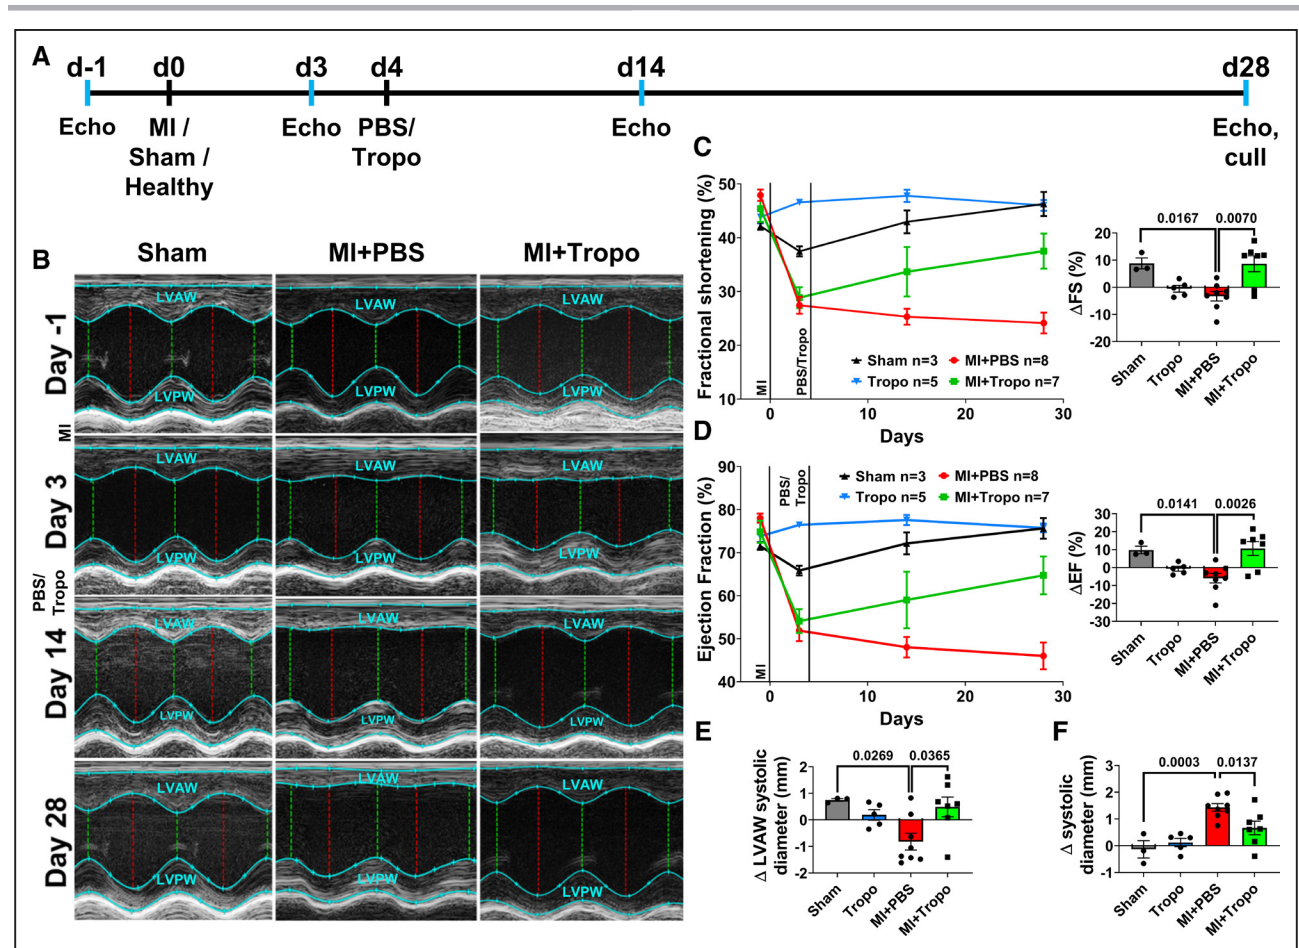 A
d-1 d0 d3 d4 d14 d28
Echo MI / Echo PBS/ Echo Echo,
Sham / Tropo cull
Healthy
B
Sham MI+PBS MI+Tropo
Day -1
LVAW LVAW LVAW
LVPW LVPW LVPW
MI
Day 3
LVAW LVAW LVAW
LVPW LVPW LVPW
PBS/
Tropo
Day 14
LVAW LVAW LVAW
LVPW LVPW LVPW
Day 28
LVAW LVAW LVAW
LVPW LVPW LVPW
C
Fractional shortening (%)
50
40
30
20
10
MI
PBS/Tropo
Sham n=3 MI+PBS n=8
Tropo n=5 MI+Tropo n=7
0 10 20 30
Days
0.0167 0.0070
ΔFS (%)
20
10
0
-10
-20
Sham Tropo MI+PBS MI+Tropo
D
Ejection Fraction (%)
90
80
70
60
50
40
MI
PBS/
Tropo
Sham n=3 MI+PBS n=8
Tropo n=5 MI+Tropo n=7
0 10 20 30
Days
0.0141 0.0026
ΔEF (%)
30
20
10
0
-10
-20
-30
Sham Tropo MI+PBS MI+Tropo
E
Δ LVAW systolic
diameter (mm)
0.0269 0.0365
2
1
0
-1
-2
Sham Tropo MI+PBS MI+Tropo
F
Δ systolic
diameter (mm)
0.0003 0.0137
3
2
1
0
-1
Sham Tropo MI+PBS MI+Tropo